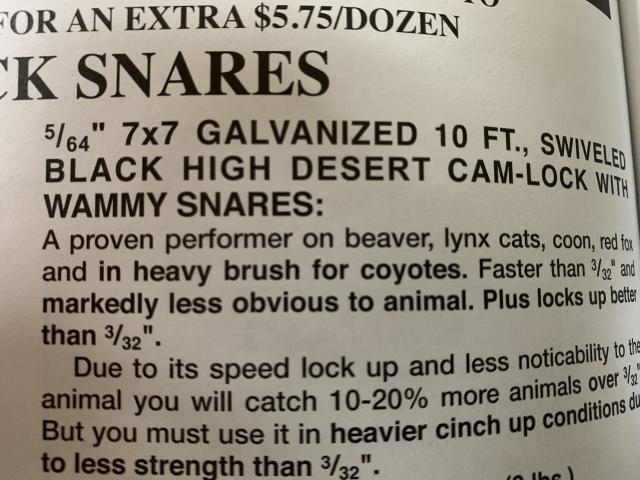 FOR AN EXTRA $5.75/DOZEN
CK SNARES
5/64" 7x7 GALVANIZED 10 FT., SWIVELED
BLACK HIGH DESERT CAM-LOCK WITH
WAMMY SNARES:
A proven performer on beaver, lynx cats, coon, red fox
and in heavy brush for coyotes. Faster than 3/32" and
markedly less obvious to animal. Plus locks up better
than 3/32".
Due to its speed lock up and less noticability to the
animal you will catch 10-20% more animals over 3/32"
But you must use it in heavier cinch up conditions du
to less strength than 3/32".